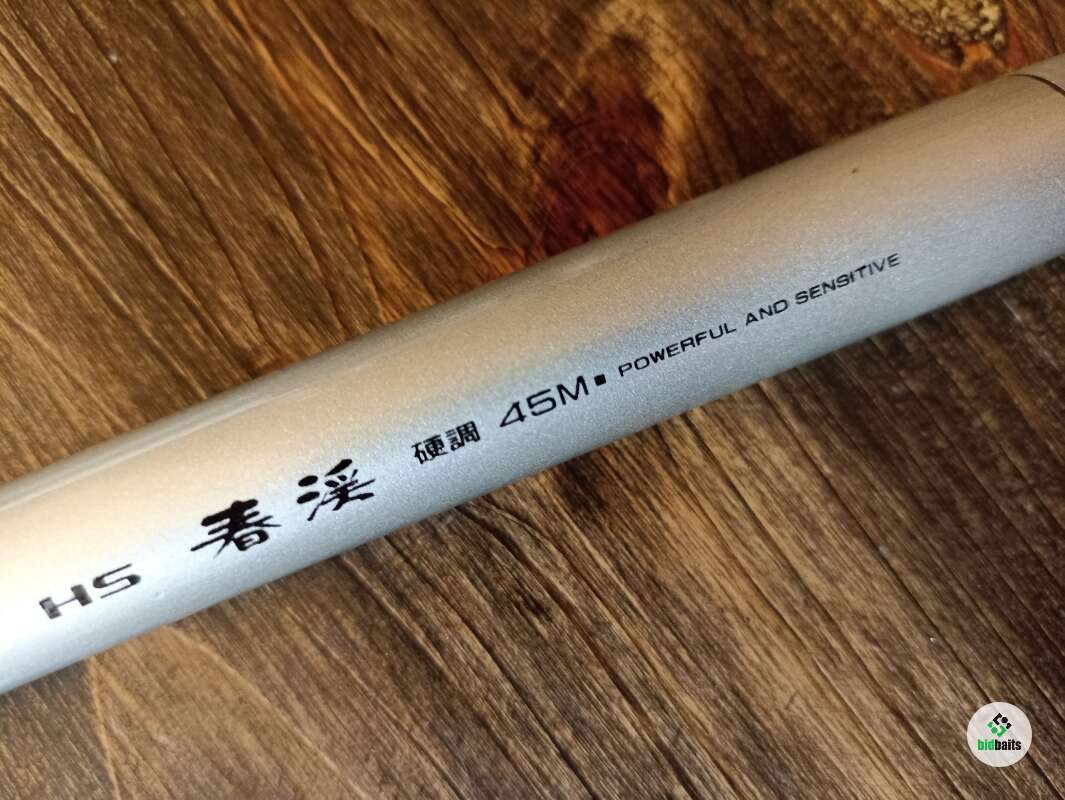 HS 春渓 硬調 45M■ POWERFUL AND SENSITIVE
bidbaits